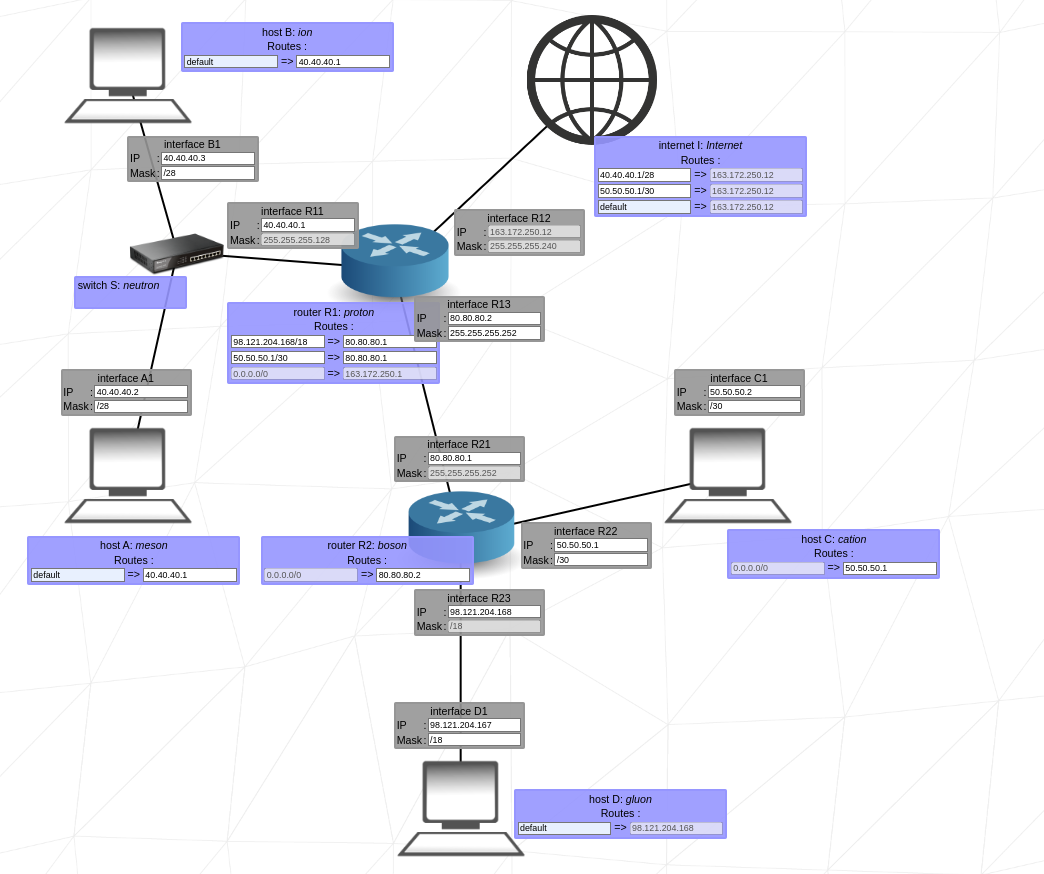 host B: ion
Routes :
default => 40.40.40.1
interface B1
IP : 40.40.40.3
Mask : /28
internet I: Internet
Routes :
40.40.40.1/28 => 163.172.250.12
50.50.50.1/30 => 163.172.250.12
default => 163.172.250.12
interface R11
IP : 40.40.40.1
Mask : 255.255.255.128
interface R12
IP : 163.172.250.12
Mask : 255.255.255.240
switch S: neutron
router R1: proton
Routes :
98.121.204.168/18 => 80.80.80.1
50.50.50.1/30 => 80.80.80.1
0.0.0.0/0 => 163.172.250.1
interface R13
IP : 80.80.80.2
Mask : 255.255.255.252
interface A1
IP : 40.40.40.2
Mask : /28
interface C1
IP : 50.50.50.2
Mask : /30
interface R21
IP : 80.80.80.1
Mask : 255.255.255.252
interface R22
IP : 50.50.50.1
Mask : /30
host A: meson
Routes :
default => 40.40.40.1
router R2: boson
Routes :
0.0.0.0/0 => 80.80.80.2
host C: cation
Routes :
0.0.0.0/0 => 50.50.50.1
interface R23
IP : 98.121.204.168
Mask : /18
interface D1
IP : 98.121.204.167
Mask : /18
host D: gluon
Routes :
default => 98.121.204.168